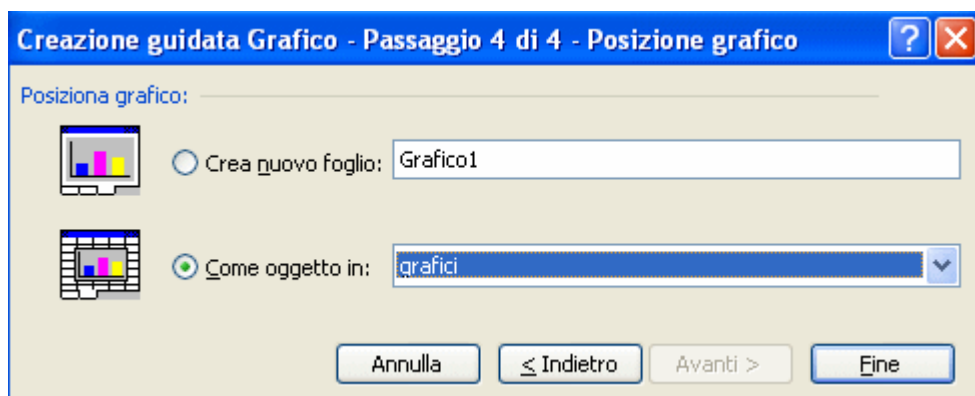 Creazione guidata Grafico - Passaggio 4 di 4 - Posizione grafico
Posiziona grafico:
Crea nuovo foglio: Grafico1
Come oggetto in: grafici
Annulla < Indietro Avanti > Fine